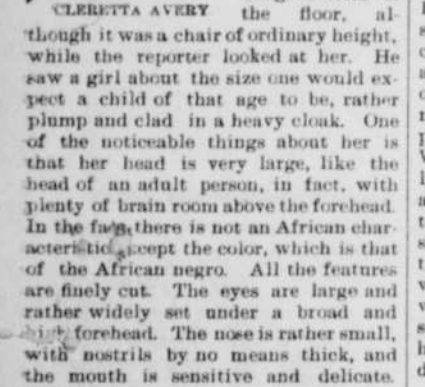 CLERETTA AVERY the floor, al-
though it was a chair of ordinary height,
while the reporter looked at her. He
saw a girl about the size one would ex-
pect a child of that age to be, rather
plump and clad in a heavy cloak. One
of the noticeable things about her is
that her head is very large, like the
head of an adult person, in fact, with
plenty of brain room above the forehead.
In the face there is not an African char-
acteristic except the color, which is that
of the African negro. All the features
are finely cut. The eyes are large and
rather widely set under a broad and
high forehead. The nose is rather small,
with nostrils by no means thick, and
the mouth is sensitive and delicate.